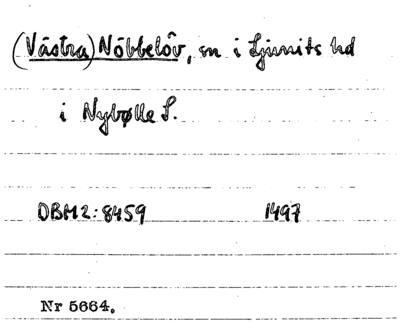 (Västra) Nöbbelöv, sn i Ljunits hd
i Nybølle S.
DBM2:8459 1497
Nr 5664.